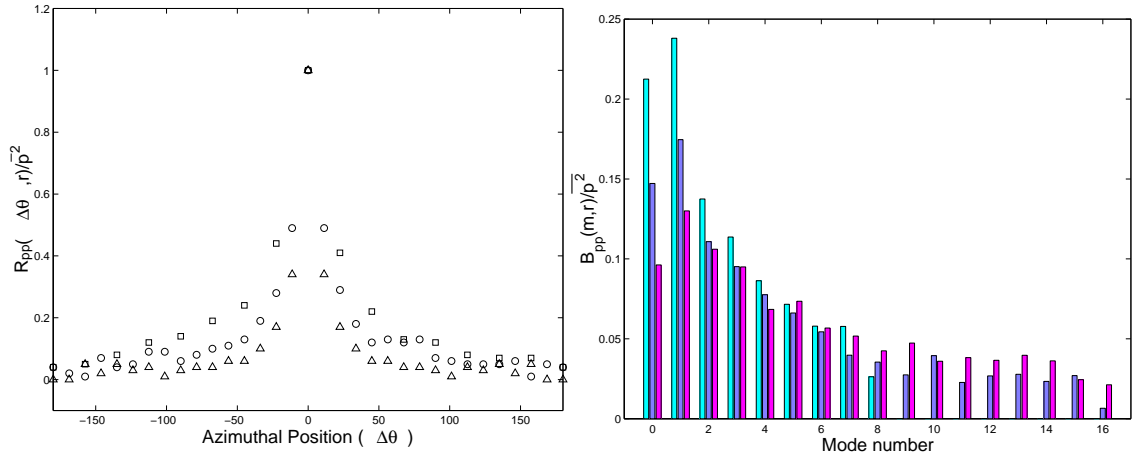 1.2
1
0.8
0.6
0.4
0.2
0
−150 −100 −50 0 50 100 150
Azimuthal Position ( Δθ )
R_pp( Δθ ,r)/p̅²
0.25
0.2
0.15
0.1
0.05
0
0 2 4 6 8 10 12 14 16
Mode number
B_pp(m,r)/p̅²